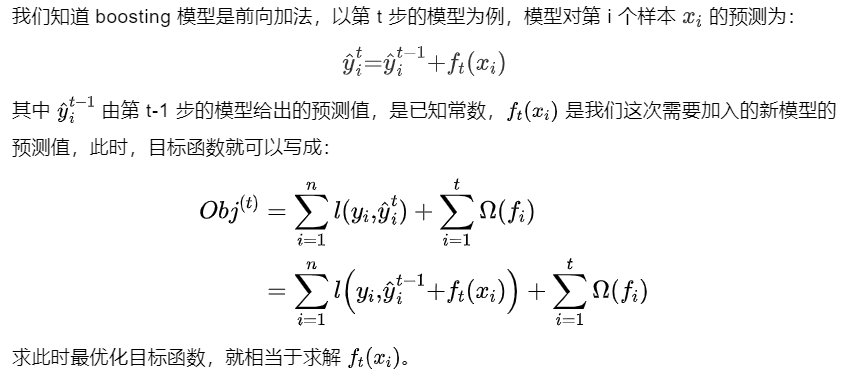 我们知道 boosting 模型是前向加法，以第 t 步的模型为例，模型对第 i 个样本 $x_i$ 的预测为：
$\hat{y}_i^t = \hat{y}_i^{t-1} + f_t(x_i)$
其中 $\hat{y}_i^{t-1}$ 由第 t-1 步的模型给出的预测值，是已知常数，$f_t(x_i)$ 是我们这次需要加入的新模型的
预测值，此时，目标函数就可以写成：
$Obj^{(t)} = \sum_{i=1}^{n} l(y_i, \hat{y}_i^t) + \sum_{i=1}^{t} \Omega(f_i)$
$= \sum_{i=1}^{n} l\left(y_i, \hat{y}_i^{t-1} + f_t(x_i)\right) + \sum_{i=1}^{t} \Omega(f_i)$
求此时最优化目标函数，就相当于求解 $f_t(x_i)$。